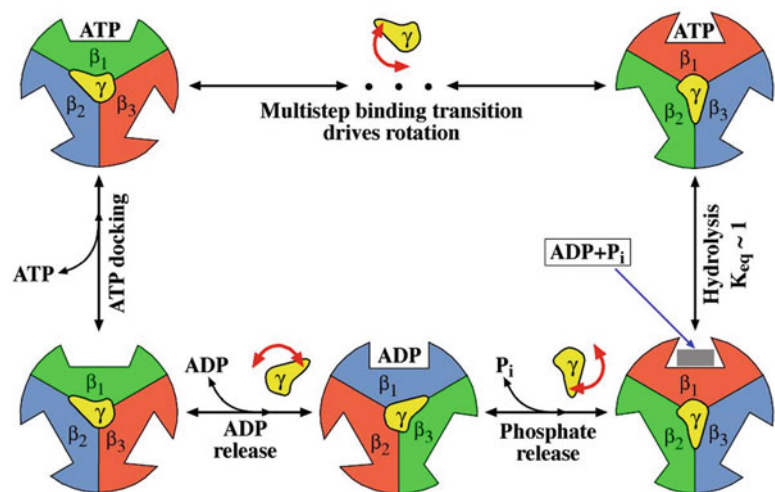 ATP
β1
γ
β2
β3
γ
Multistep binding transition
drives rotation
ATP
β1
γ
β2
β3
ATP docking
ATP
Hydrolysis
Keq ~ 1
ADP+Pi
β1
γ
β2
β3
ADP
γ
ADP
release
ADP
β1
γ
β2
β3
Pi
γ
Phosphate
release
β1
γ
β2
β3